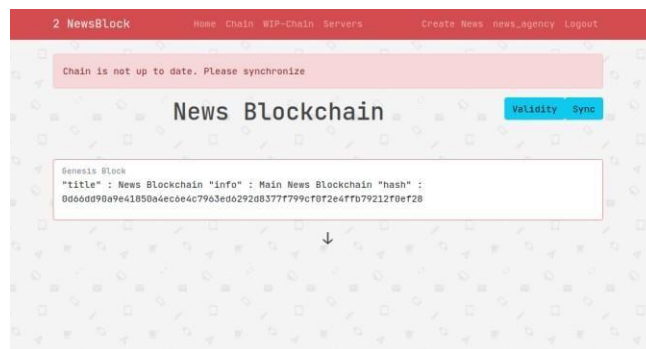 2 NewsBlock Home Chain WIP-Chain Servers Create News news_agency Logout
Chain is not up to date. Please synchronize
News Blockchain
Validity Sync
Genesis Block
"title" : News Blockchain "info" : Main News Blockchain "hash" :
0d66dd90a9e41850a4ec6e4c7963ed6292d8377f799cf0f2e4ffb79212f0ef28